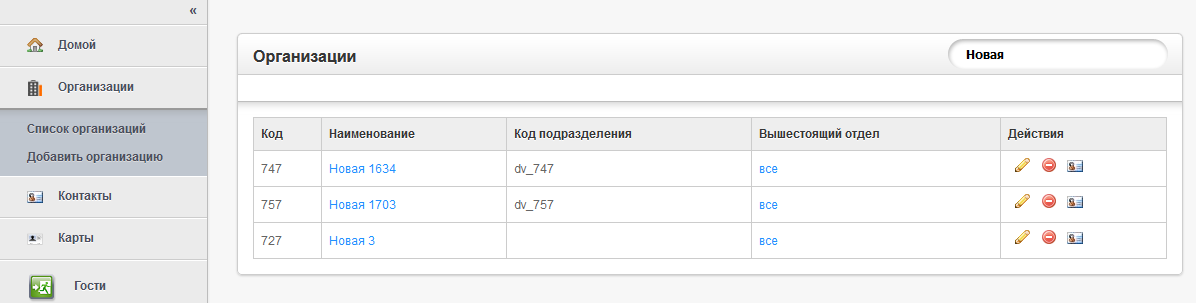 «
Домой
Организации
Список организаций
Добавить организацию
Контакты
Карты
Гости
Организации Новая
Код Наименование Код подразделения Вышестоящий отдел Действия
747 Новая 1634 dv_747 все
757 Новая 1703 dv_757 все
727 Новая 3 все